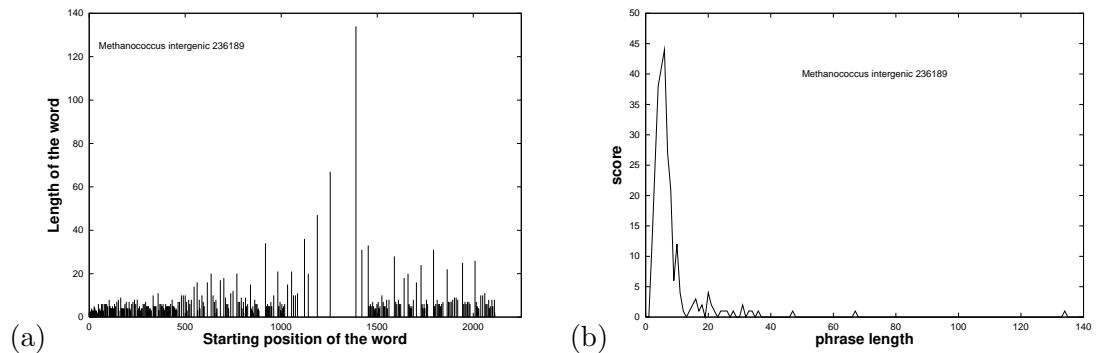 140
120
100
80
60
40
20
0
Length of the word
Methanococcus intergenic 236189
0 500 1000 1500 2000
Starting position of the word
(a)
50
45
40
35
30
25
20
15
10
5
0
score
Methanococcus intergenic 236189
0 20 40 60 80 100 120 140
phrase length
(b)